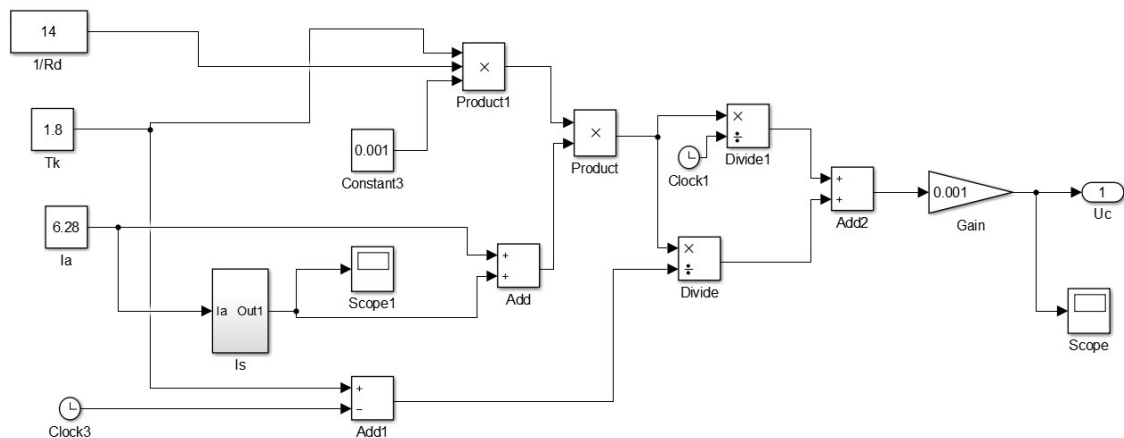 14
1/Rd
1.8
Tk
0.001
Constant3
×
Product1
×
Product
6.28
Ia
Ia Out1
Is
Scope1
+
+
Add
Clock3
+
−
Add1
Clock1
×
÷
Divide1
×
÷
Divide
+
+
Add2
0.001
Gain
1
Uc
Scope